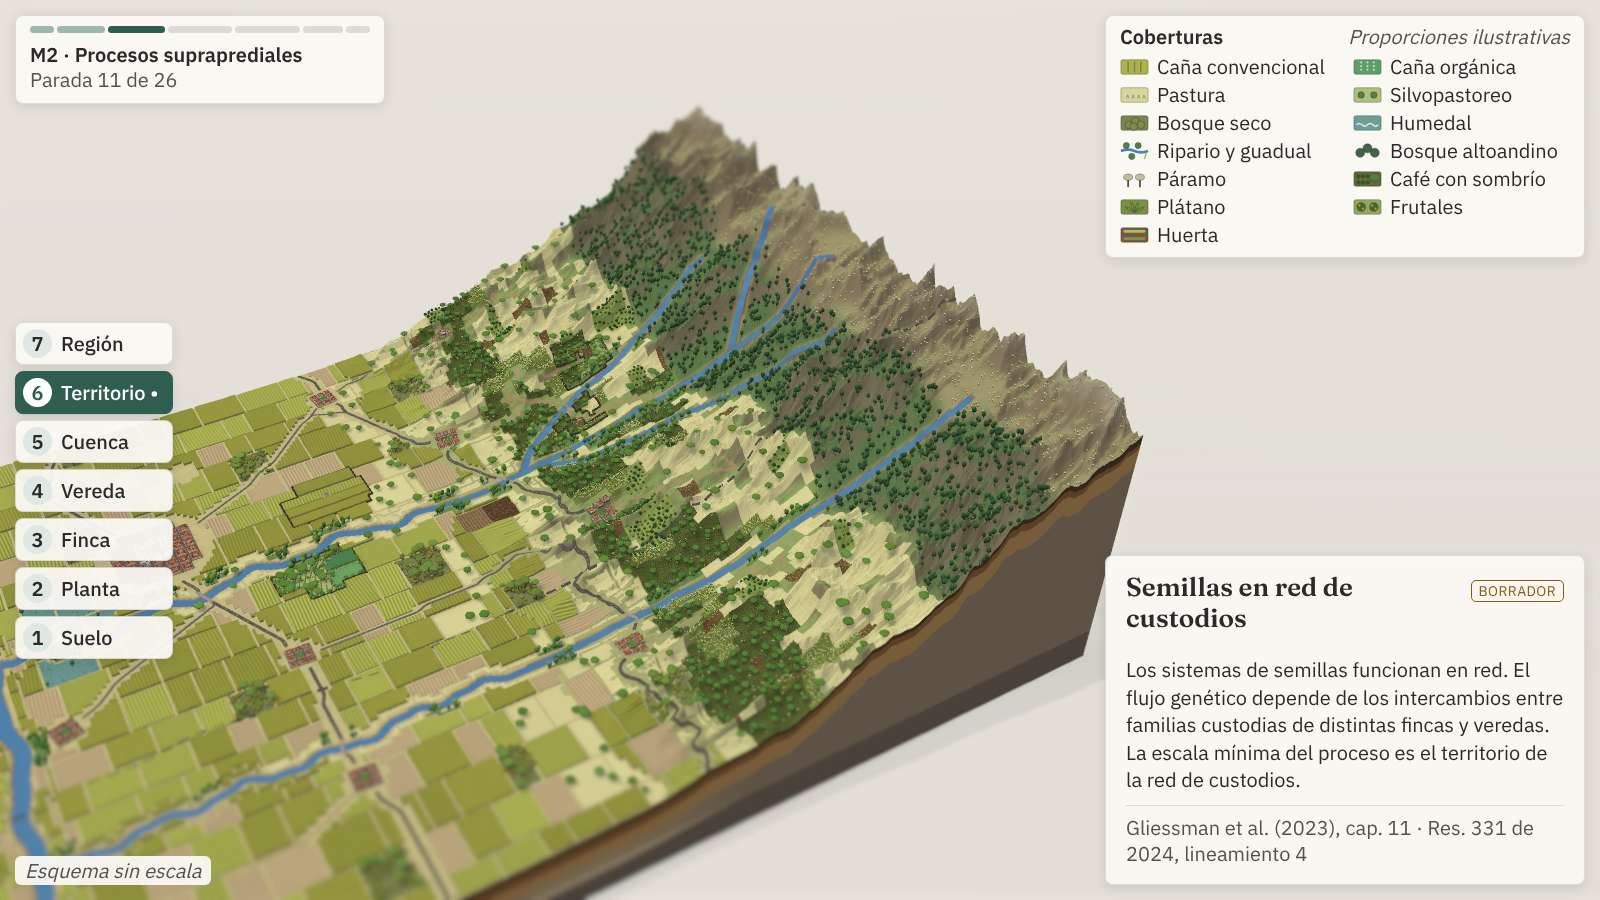 M2 · Procesos supraprediales
Parada 11 de 26
Coberturas
Proporciones ilustrativas
Caña convencional
Caña orgánica
Pastura
Silvopastoreo
Bosque seco
Humedal
Ripario y guadual
Bosque altoandino
Páramo
Café con sombrío
Plátano
Frutales
Huerta
7 Región
6 Territorio •
5 Cuenca
4 Vereda
3 Finca
2 Planta
1 Suelo
Semillas en red de
custodios
BORRADOR
Los sistemas de semillas funcionan en red. El
flujo genético depende de los intercambios entre
familias custodias de distintas fincas y veredas.
La escala mínima del proceso es el territorio de
la red de custodios.
Gliessman et al. (2023), cap. 11 · Res. 331 de
2024, lineamiento 4
Esquema sin escala